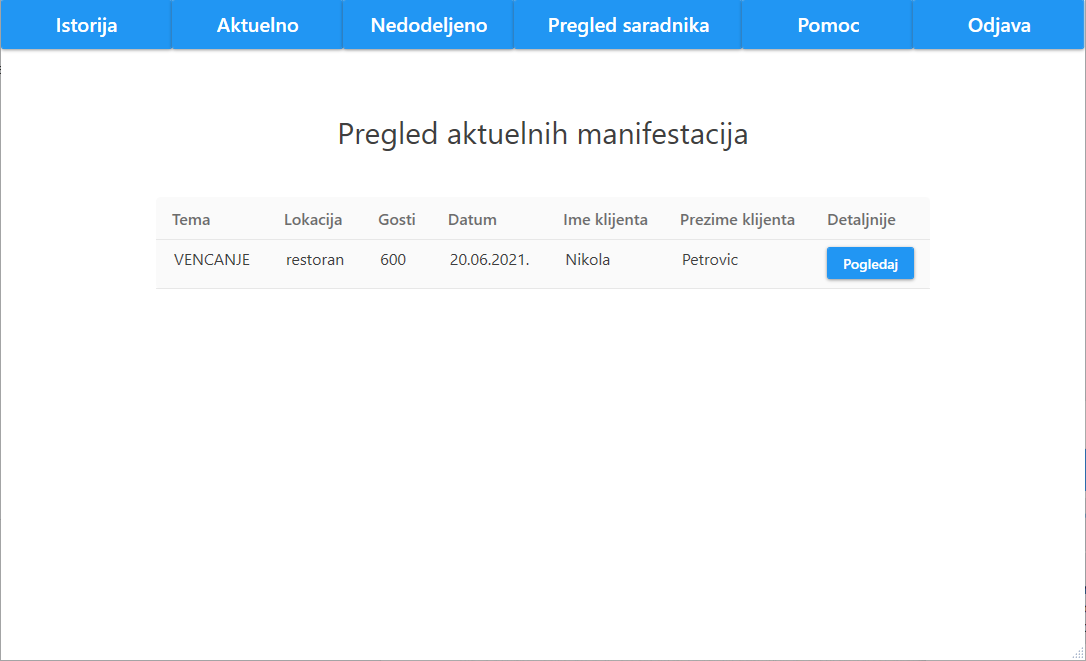 Istorija Aktuelno Nedodeljeno Pregled saradnika Pomoc Odjava
Pregled aktuelnih manifestacija
Tema Lokacija Gosti Datum Ime klijenta Prezime klijenta Detaljnije
VENCANJE restoran 600 20.06.2021. Nikola Petrovic Pogledaj